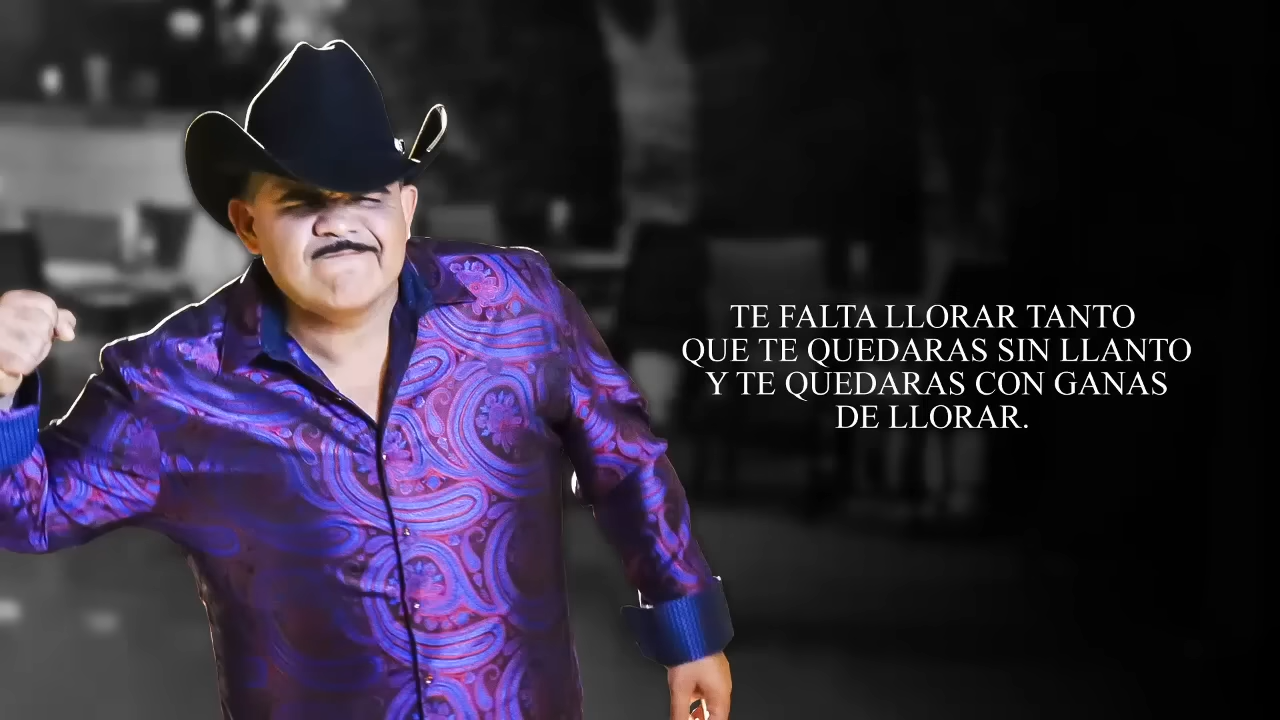 TE FALTA LLORAR TANTO
QUE TE QUEDARAS SIN LLANTO
Y TE QUEDARAS CON GANAS
DE LLORAR.